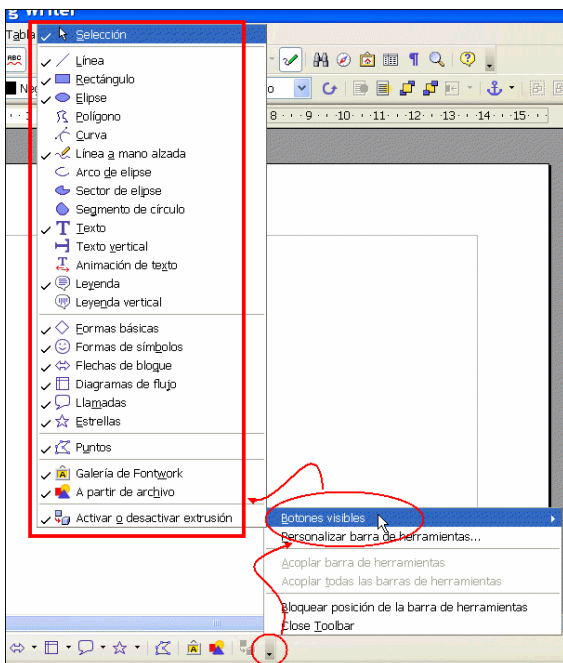 g Writer
Tabla
Selección
ABC
Línea
Rectángulo
Elipse
Polígono
Curva
Línea a mano alzada
Arco de elipse
Sector de elipse
Segmento de círculo
Texto
Texto vertical
Animación de texto
Leyenda
Leyenda vertical
Formas básicas
Formas de símbolos
Flechas de bloque
Diagramas de flujo
Llamadas
Estrellas
Puntos
Galería de Fontwork
A partir de archivo
Activar o desactivar extrusión
8 9 10 11 12 13 14 15
Botones visibles
Personalizar barra de herramientas...
Acoplar barra de herramientas
Acoplar todas las barras de herramientas
Bloquear posición de la barra de herramientas
Close Toolbar